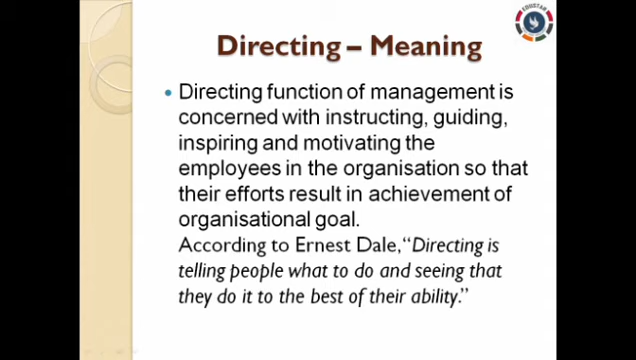 EDUSTAR
Directing – Meaning
Directing function of management is
concerned with instructing, guiding,
inspiring and motivating the
employees in the organisation so that
their efforts result in achievement of
organisational goal.
According to Ernest Dale, “Directing is
telling people what to do and seeing that
they do it to the best of their ability.”